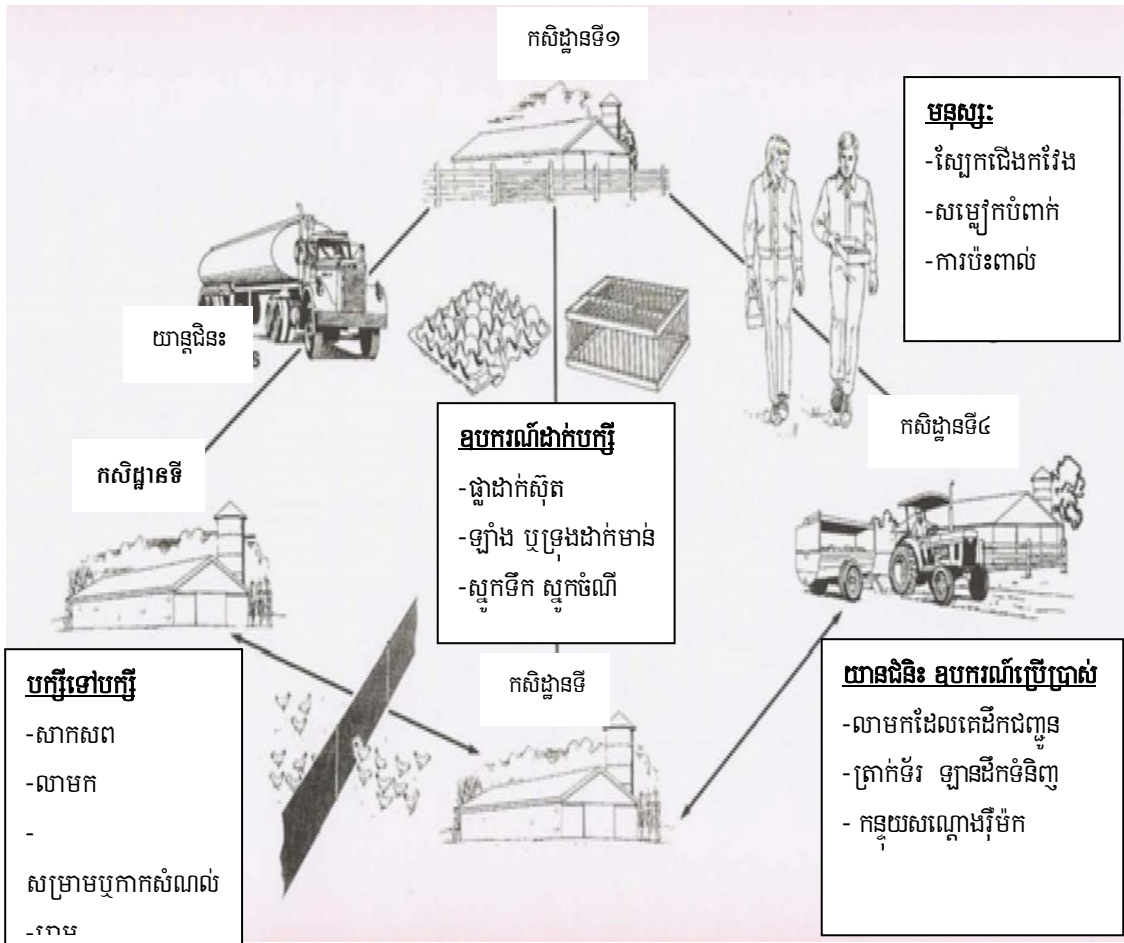 កសិដ្ឋានទី១
មនុស្ស:
-ស្បែកជើងកវែង
-សម្លៀកបំពាក់
-ការប៉ះពាល់
យាន្តជិនះ
s
កសិដ្ឋានទី
ឧបករណ៍ដាក់បក្សី
-ផ្លាដាក់ស៊ុត
-ឡាំង ឬទ្រុងដាក់មាន់
-ស្នូកទឹក ស្នូកចំណី
កសិដ្ឋានទី៤
បក្សីទៅបក្សី
-សាកសព
-លាមក
-
សម្រាមឬកាកសំណល់
កសិដ្ឋានទី
យានជំនិះ ឧបករណ៍ប្រើប្រាស់
-លាមកដែលគេដឹកជញ្ជូន
-ត្រាក់ទ័រ ឡានដឹកទំនិញ
- កន្ទុយសណ្តោងរ៉ឺម៉ក